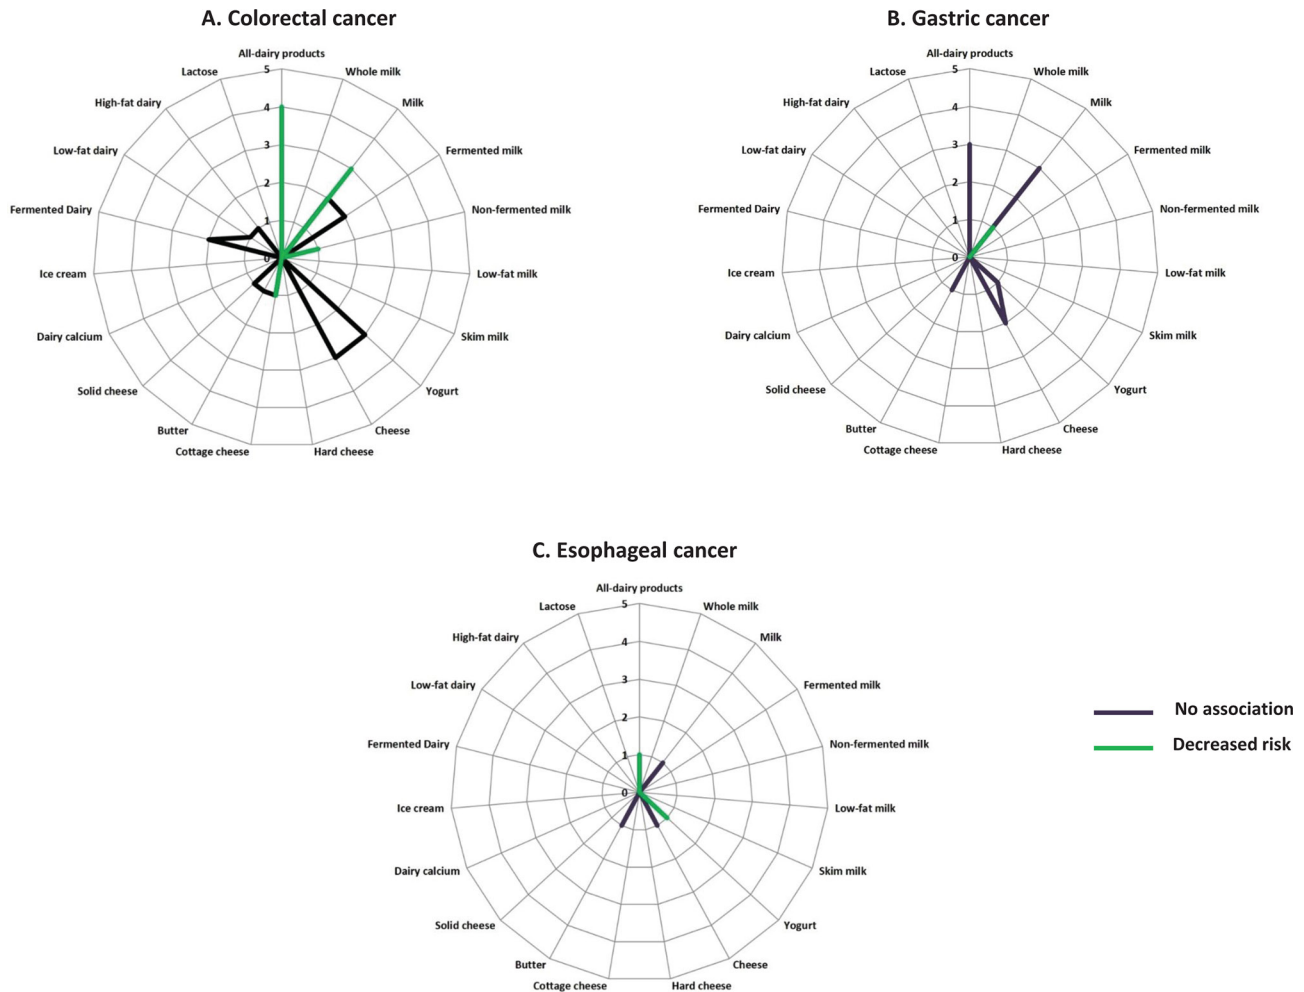 A. Colorectal cancer
All-dairy products
Whole milk
Milk
Fermented milk
Non-fermented milk
Low-fat milk
Skim milk
Yogurt
Cheese
Hard cheese
Cottage cheese
Butter
Solid cheese
Dairy calcium
Ice cream
Fermented Dairy
Low-fat dairy
High-fat dairy
Lactose
5
4
3
2
1
0
B. Gastric cancer
All-dairy products
Whole milk
Milk
Fermented milk
Non-fermented milk
Low-fat milk
Skim milk
Yogurt
Cheese
Hard cheese
Cottage cheese
Butter
Solid cheese
Dairy calcium
Ice cream
Fermented Dairy
Low-fat dairy
High-fat dairy
Lactose
5
4
3
2
1
0
C. Esophageal cancer
All-dairy products
Whole milk
Milk
Fermented milk
Non-fermented milk
Low-fat milk
Skim milk
Yogurt
Cheese
Hard cheese
Cottage cheese
Butter
Solid cheese
Dairy calcium
Ice cream
Fermented Dairy
Low-fat dairy
High-fat dairy
Lactose
5
4
3
2
1
0
No association
Decreased risk